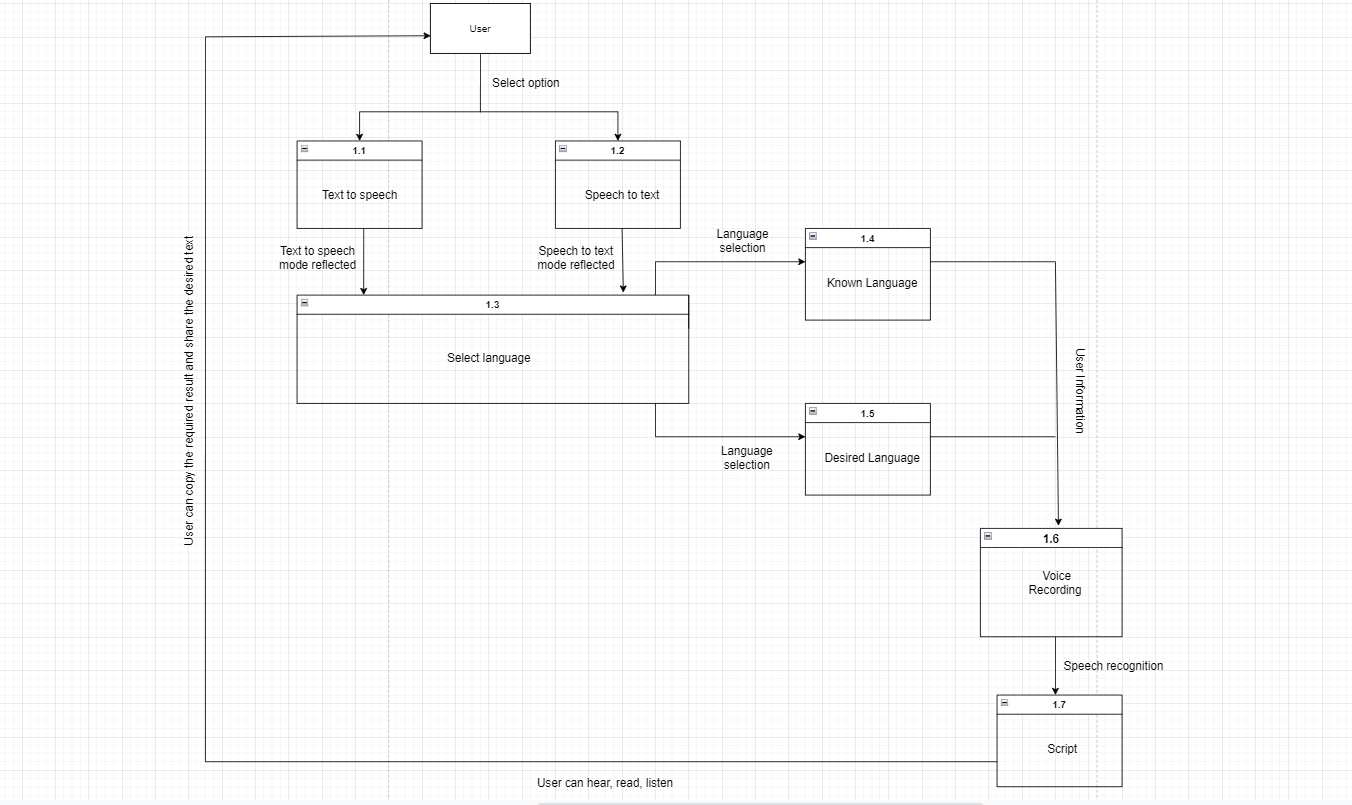 User
Select option
1.1
Text to speech
1.2
Speech to text
Text to speech
mode reflected
Speech to text
mode reflected
Language
selection
1.4
Known Language
1.3
Select language
User Information
User can copy the required result and share the desired text
1.5
Desired Language
Language
selection
1.6
Voice
Recording
Speech recognition
1.7
Script
User can hear, read, listen